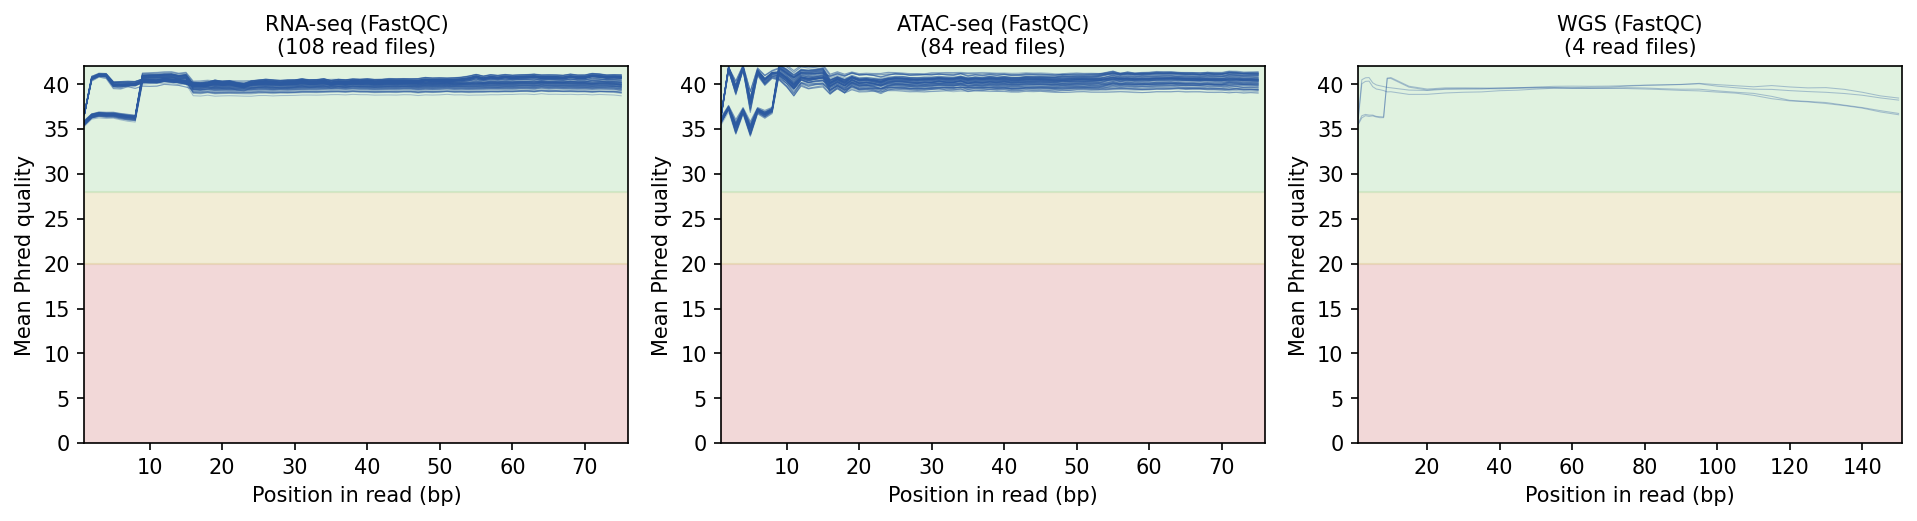 RNA-seq (FastQC)
(108 read files)
Mean Phred quality
40
35
30
25
20
15
10
5
0
10 20 30 40 50 60 70
Position in read (bp)
ATAC-seq (FastQC)
(84 read files)
Mean Phred quality
40
35
30
25
20
15
10
5
0
10 20 30 40 50 60 70
Position in read (bp)
WGS (FastQC)
(4 read files)
Mean Phred quality
40
35
30
25
20
15
10
5
0
20 40 60 80 100 120 140
Position in read (bp)